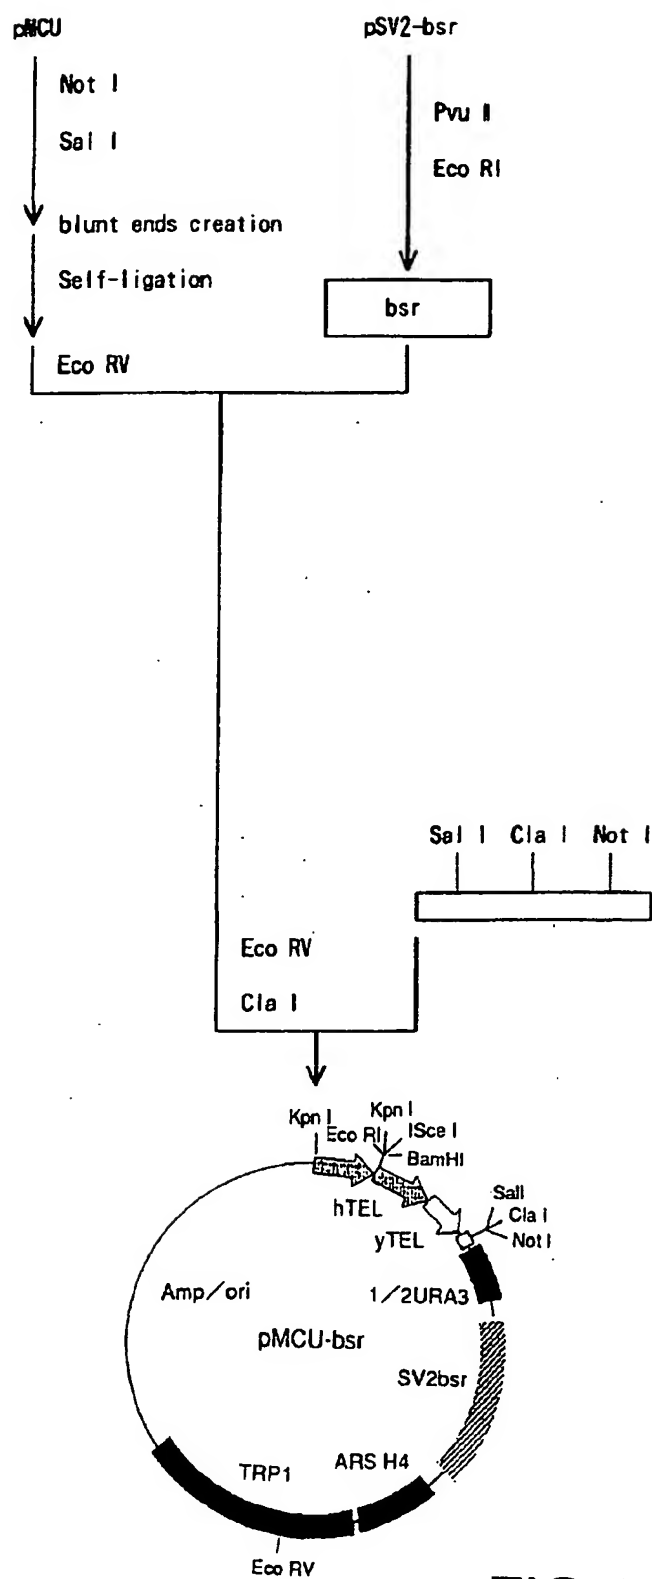 pMCU
pSV2-bsr
Not I
Sal I
Pvu II
Eco RI
blunt ends creation
Self-ligation
bsr
Eco RV
Sal I Cla I Not I
Eco RV
Cla I
Kpn I
Kpn I
Eco RI
ISce I
BamHI
hTEL
SalI
Cla I
Not I
yTEL
Amp/ori
1/2URA3
pMCU-bsr
SV2bsr
TRP1
ARS H4
Eco RV